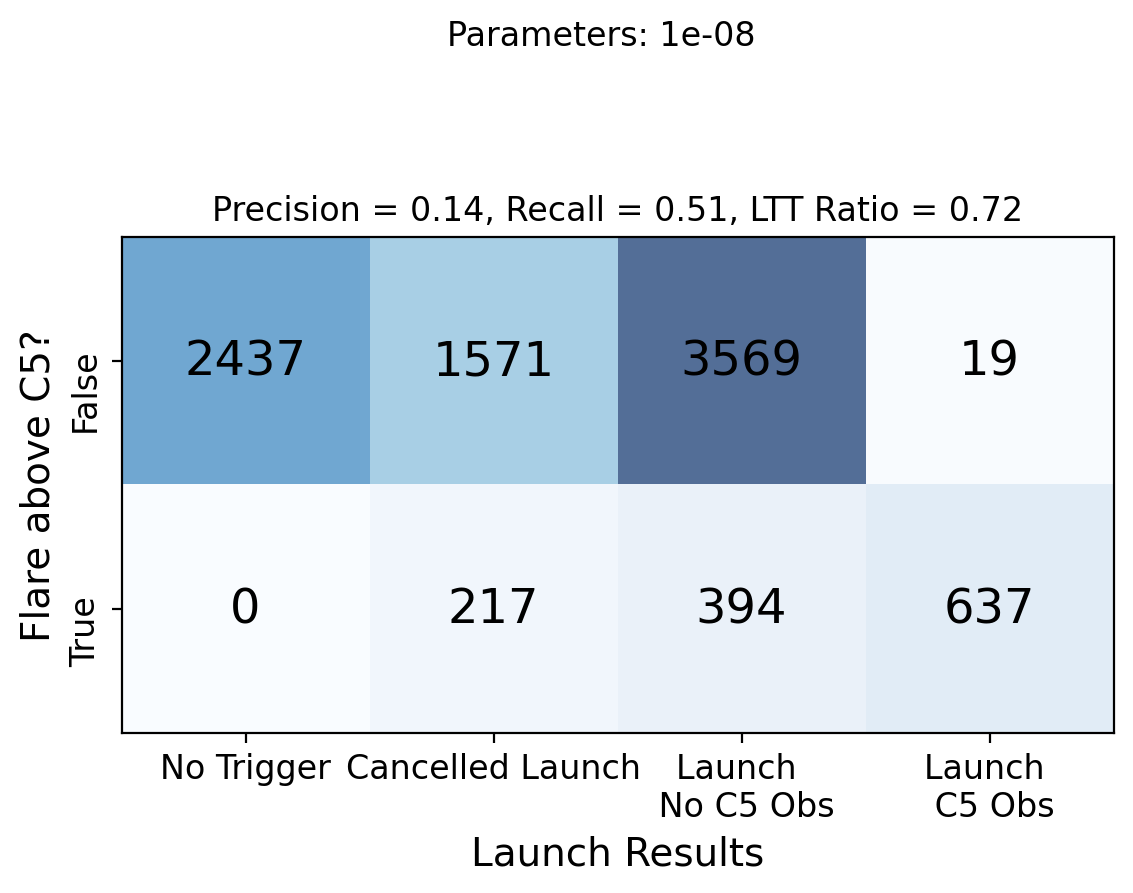 Parameters: 1e-08
Precision = 0.14, Recall = 0.51, LTT Ratio = 0.72
Flare above C5?
False
2437 1571 3569 19
True
0 217 394 637
No Trigger Cancelled Launch Launch Launch
No C5 Obs C5 Obs
Launch Results